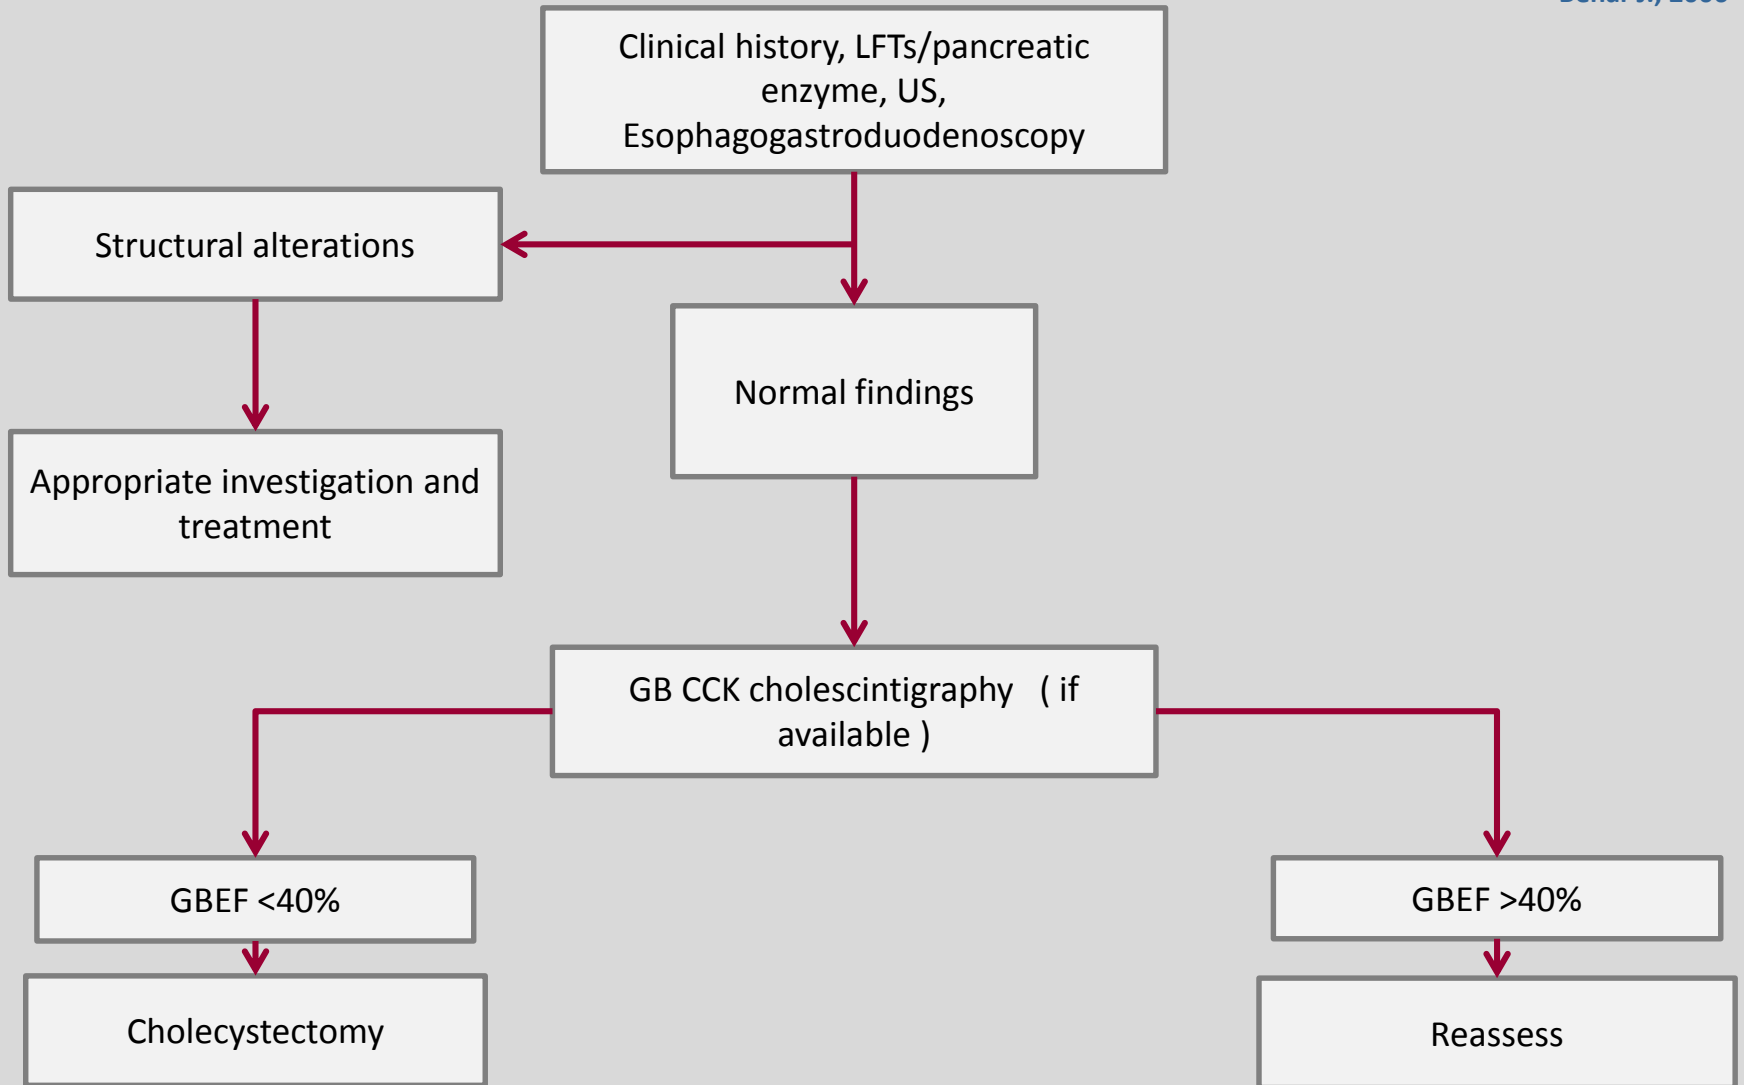 Clinical history, LFTs/pancreatic
enzyme, US,
Esophagogastroduodenoscopy
Structural alterations
Normal findings
Appropriate investigation and
treatment
GB CCK cholescintigraphy ( if
available )
GBEF <40%
GBEF >40%
Cholecystectomy
Reassess